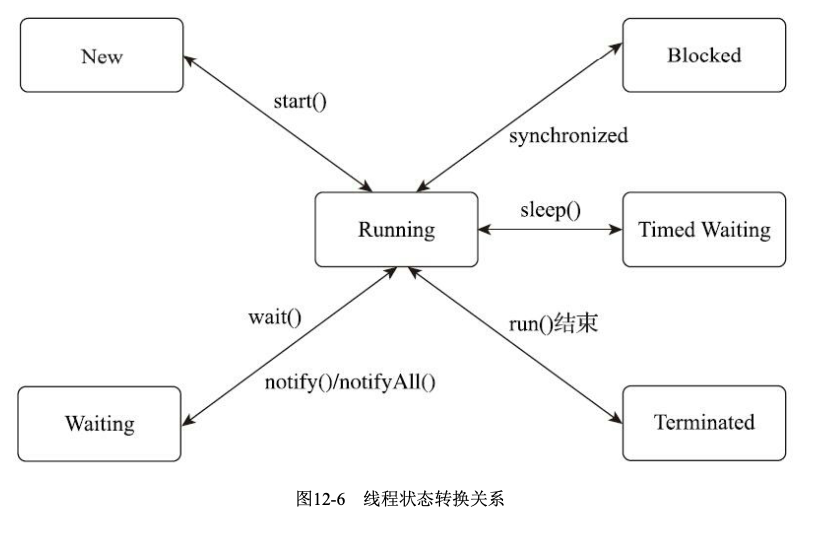 New
Blocked
start()
synchronized
Running
sleep()
Timed Waiting
wait()
run()结束
notify()/notifyAll()
Waiting
Terminated
图12-6 线程状态转换关系